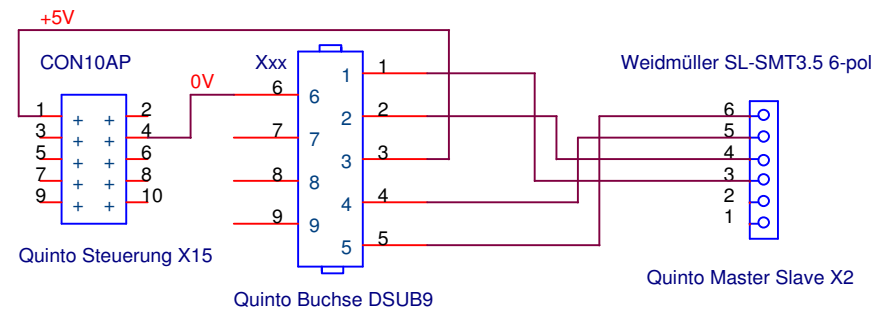 +5V
CON10AP
Xxx
Weidmüller SL-SMT3.5 6-pol
0V
1 2
3 4
5 6
7 8
9 10
6 6
7 7
8 8
9 9
1 1
2 2
3 3
4 4
5 5
6
5
4
3
2
1
Quinto Steuerung X15
Quinto Master Slave X2
Quinto Buchse DSUB9